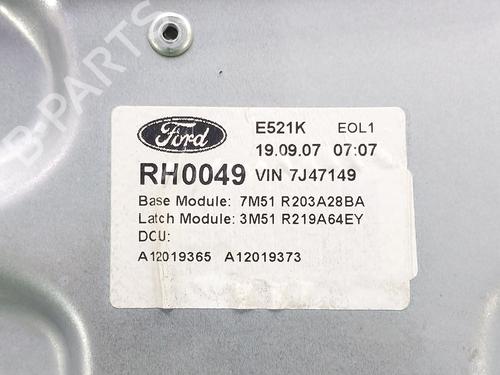 B-PARTS
Ford E521K EOL1
19.09.07 07:07
RH0049 VIN 7J47149
Base Module: 7M51 R203A28BA
Latch Module: 3M51 R219A64EY
DCU:
A12019365 A12019373